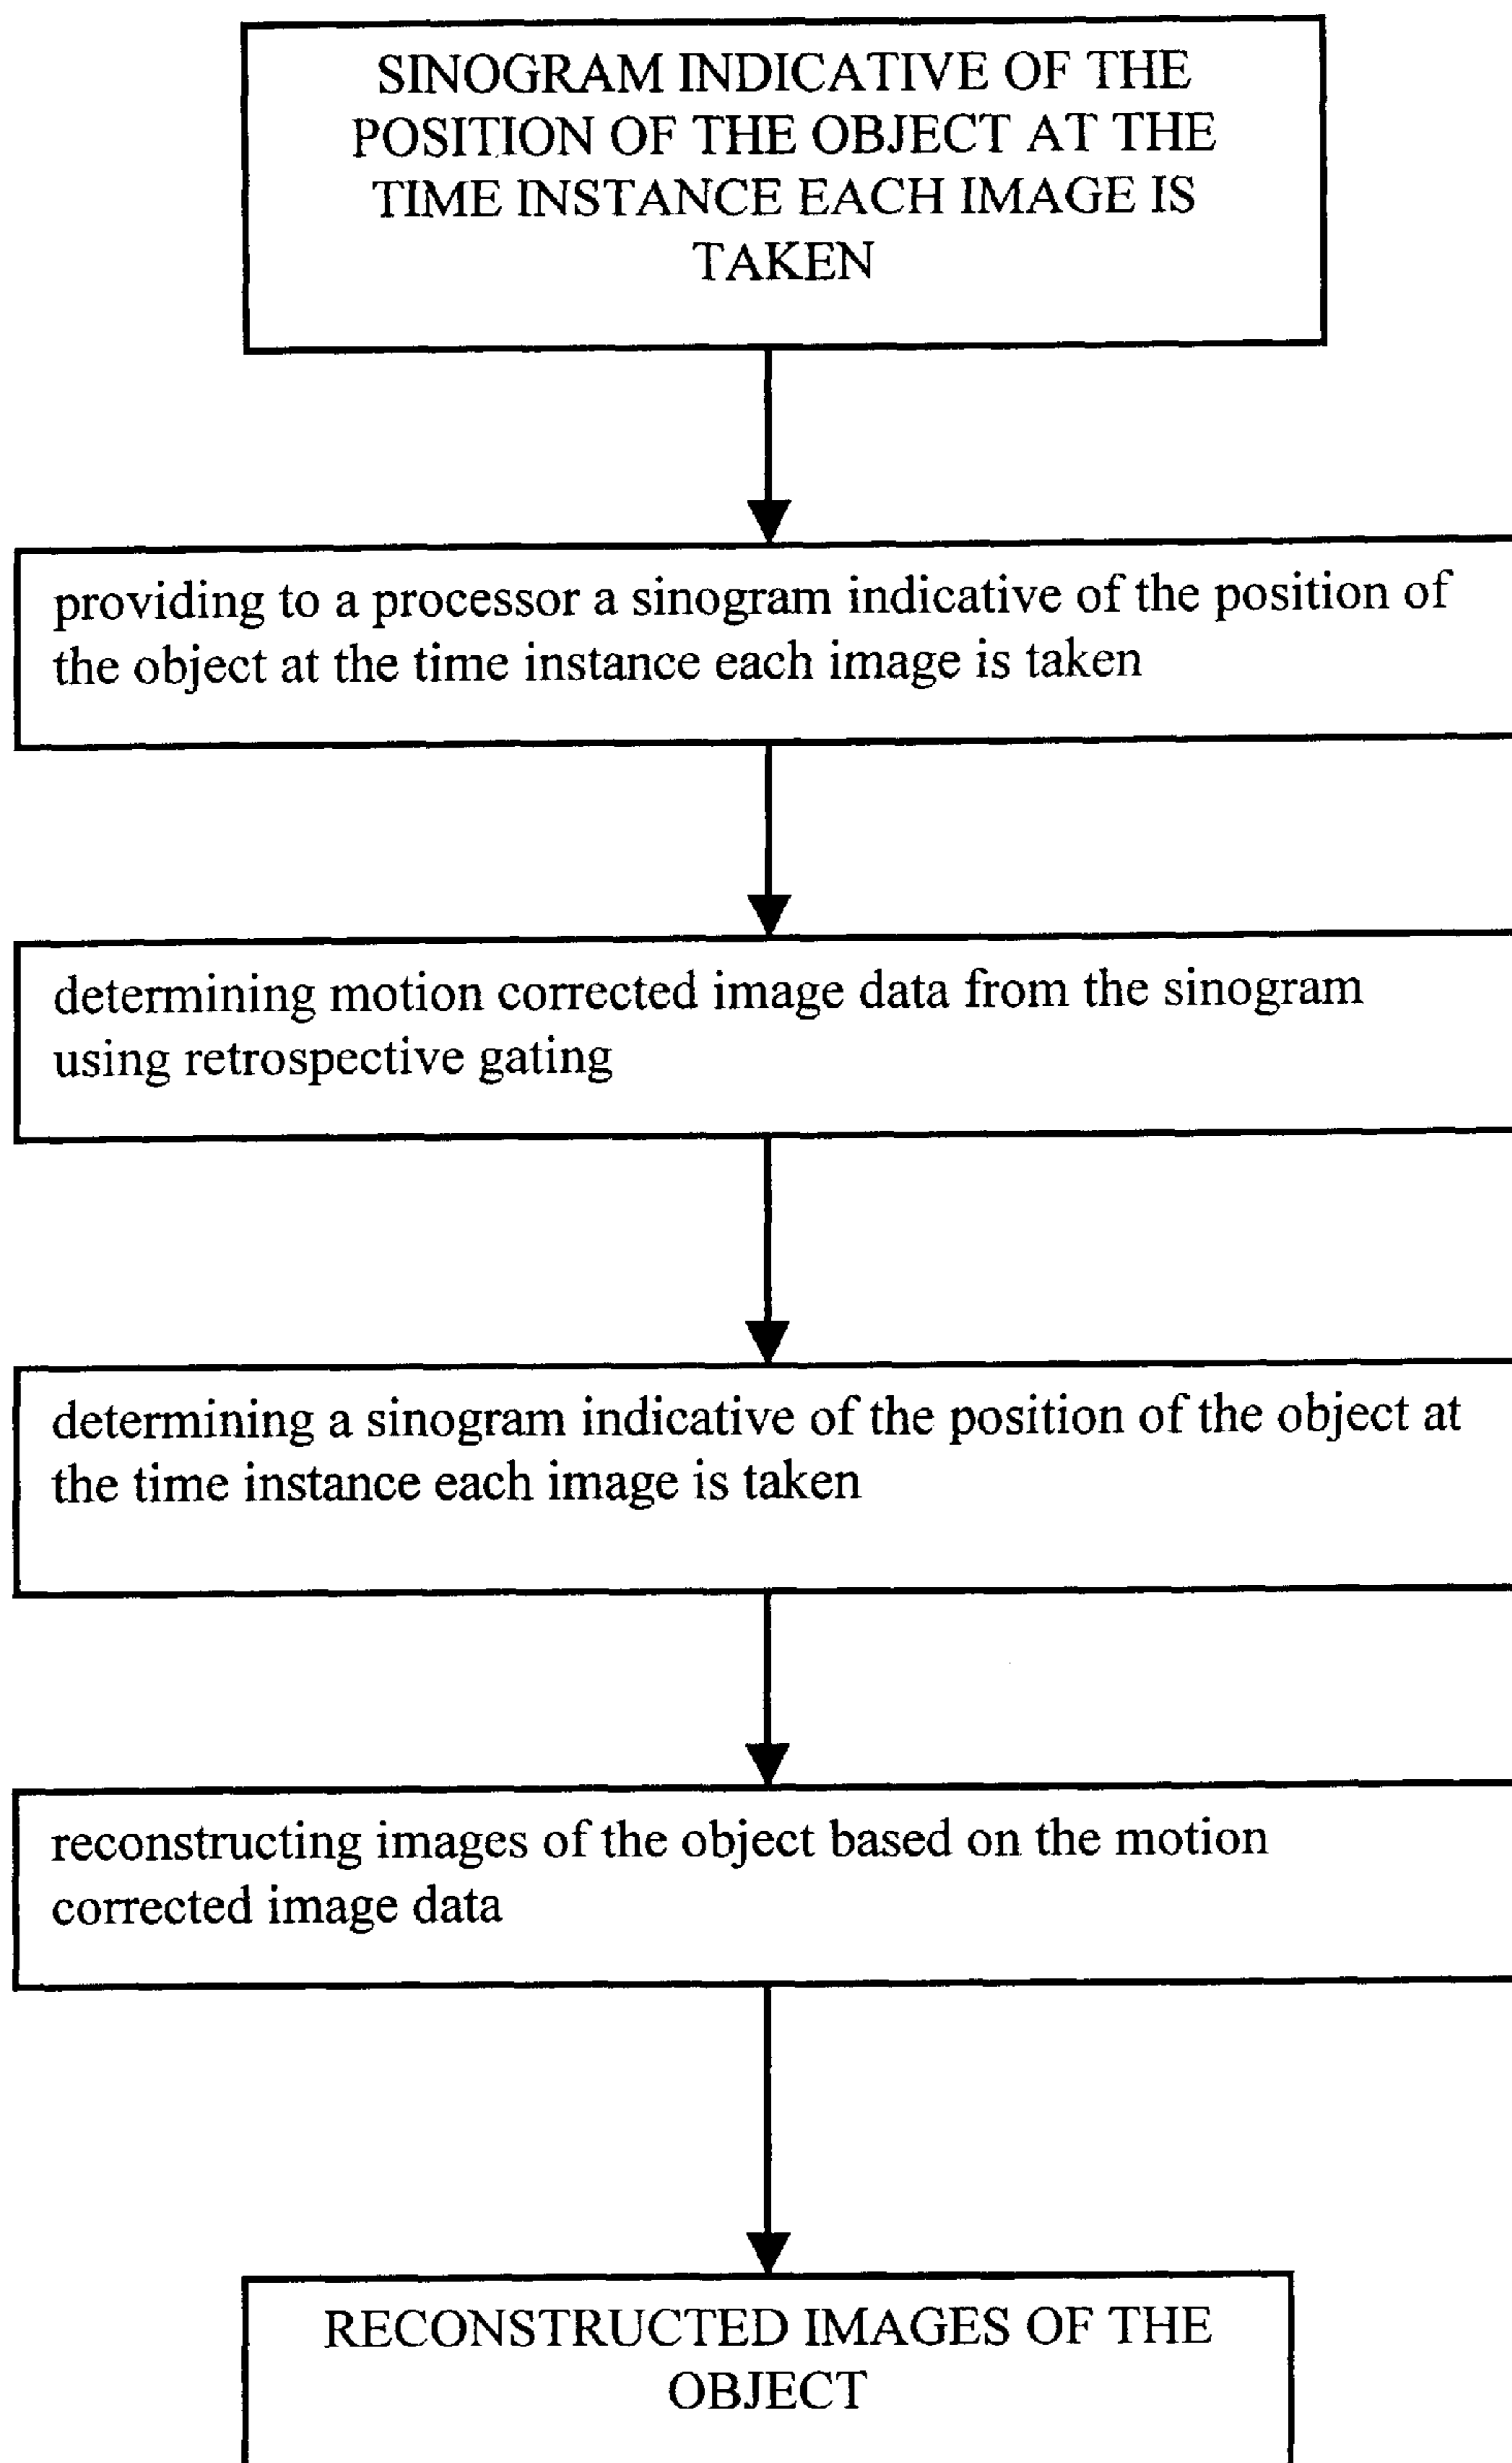 SINOGRAM INDICATIVE OF THE
POSITION OF THE OBJECT AT THE
TIME INSTANCE EACH IMAGE IS
TAKEN
providing to a processor a sinogram indicative of the position of
the object at the time instance each image is taken
determining motion corrected image data from the sinogram
using retrospective gating
determining a sinogram indicative of the position of the object at
the time instance each image is taken
reconstructing images of the object based on the motion
corrected image data
RECONSTRUCTED IMAGES OF THE
OBJECT